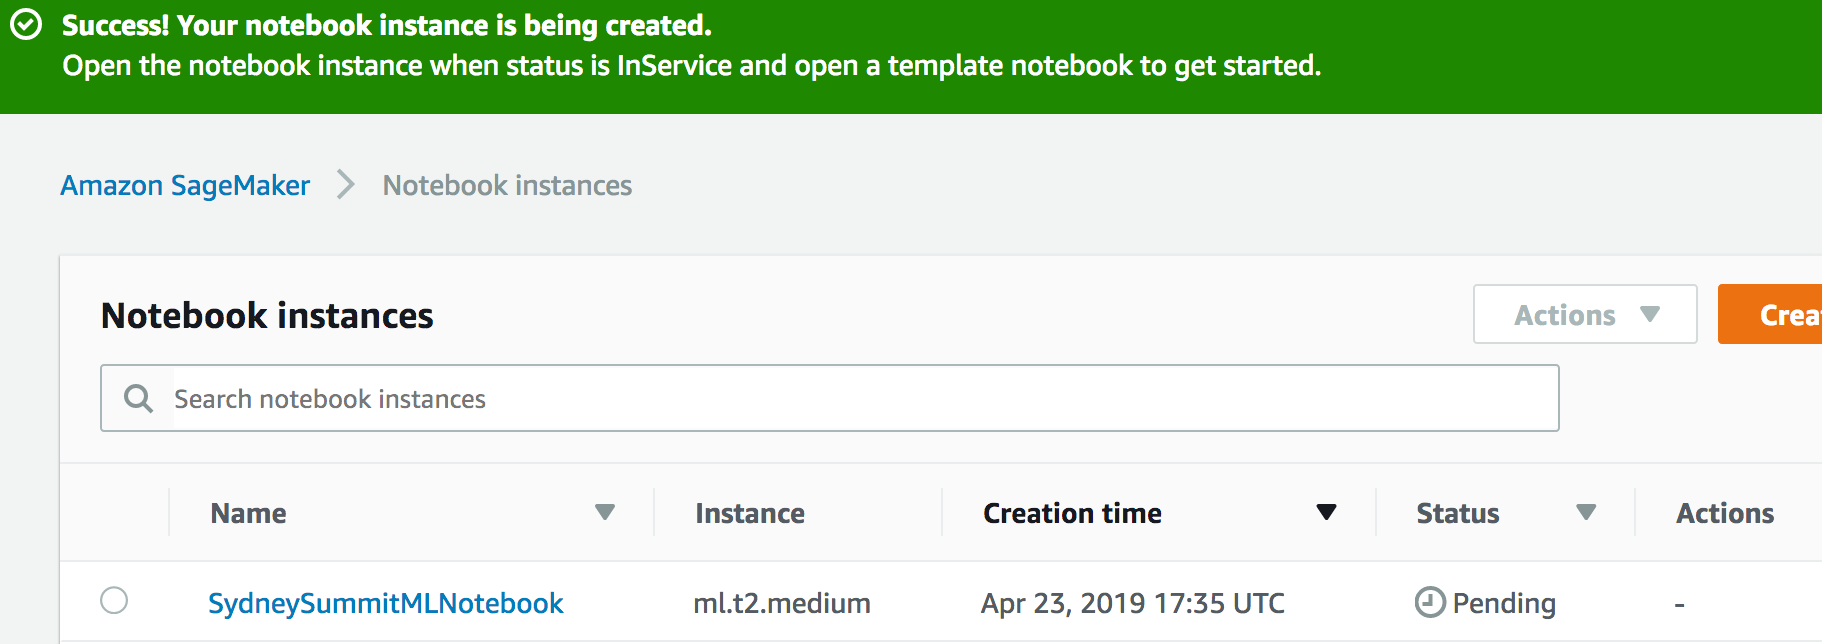 Success! Your notebook instance is being created.
Open the notebook instance when status is InService and open a template notebook to get started.
Amazon SageMaker Notebook instances
Notebook instances Actions
Search notebook instances
Name Instance Creation time Status Actions
SydneySummitMLNotebook ml.t2.medium Apr 23, 2019 17:35 UTC Pending -